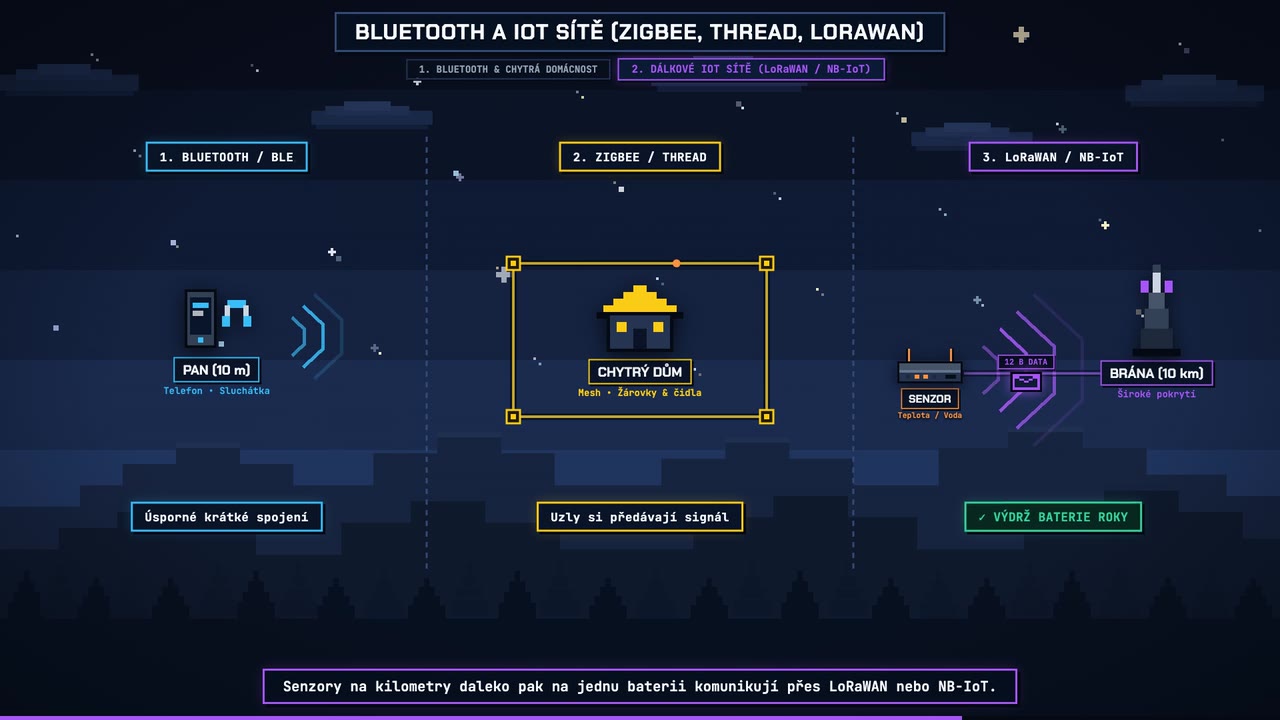 BLUETOOTH A IOT SÍTĚ (ZIGBEE, THREAD, LORAWAN)
1. BLUETOOTH & CHYTRÁ DOMÁCNOST
2. DÁLKOVÉ IOT SÍTĚ (LoRaWAN / NB-IoT)
1. BLUETOOTH / BLE
2. ZIGBEE / THREAD
3. LoRaWAN / NB-IoT
PAN (10 m)
Telefon • Sluchátka
CHYTRÝ DŮM
Mesh • Žárovky & čidla
12 B DATA
SENZOR
Teplota / Voda
BRÁNA (10 km)
Široké pokrytí
Úsporné krátké spojení
Uzly si předávají signál
✓ VÝDRŽ BATERIE ROKY
Senzory na kilometry daleko pak na jednu baterii komunikují přes LoRaWAN nebo NB-IoT.